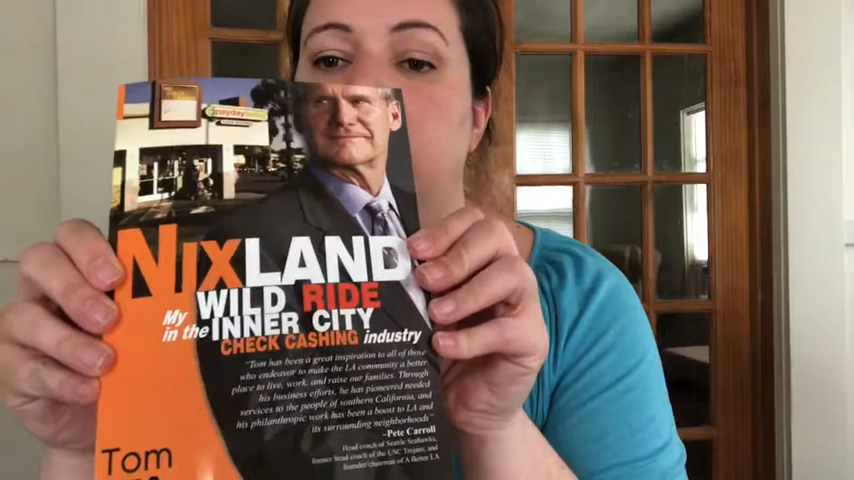 payday
NIXLAND
My WILD RIDE
in the INNER CITY
CHECK CASHING industry
"Tom has been a great inspiration to all of those
who endeavor to make the LA community a better
place to live, work, and raise our families. Through
his business efforts, he has pioneered needed
services to the people of southern California, and
his philanthropic work has been a boost to LA and
its surrounding neighborhoods"
–Pete Carroll
Head coach of Seattle Seahawks,
former head coach of the USC Trojans, and
founder/chairman of A Better LA
Tom